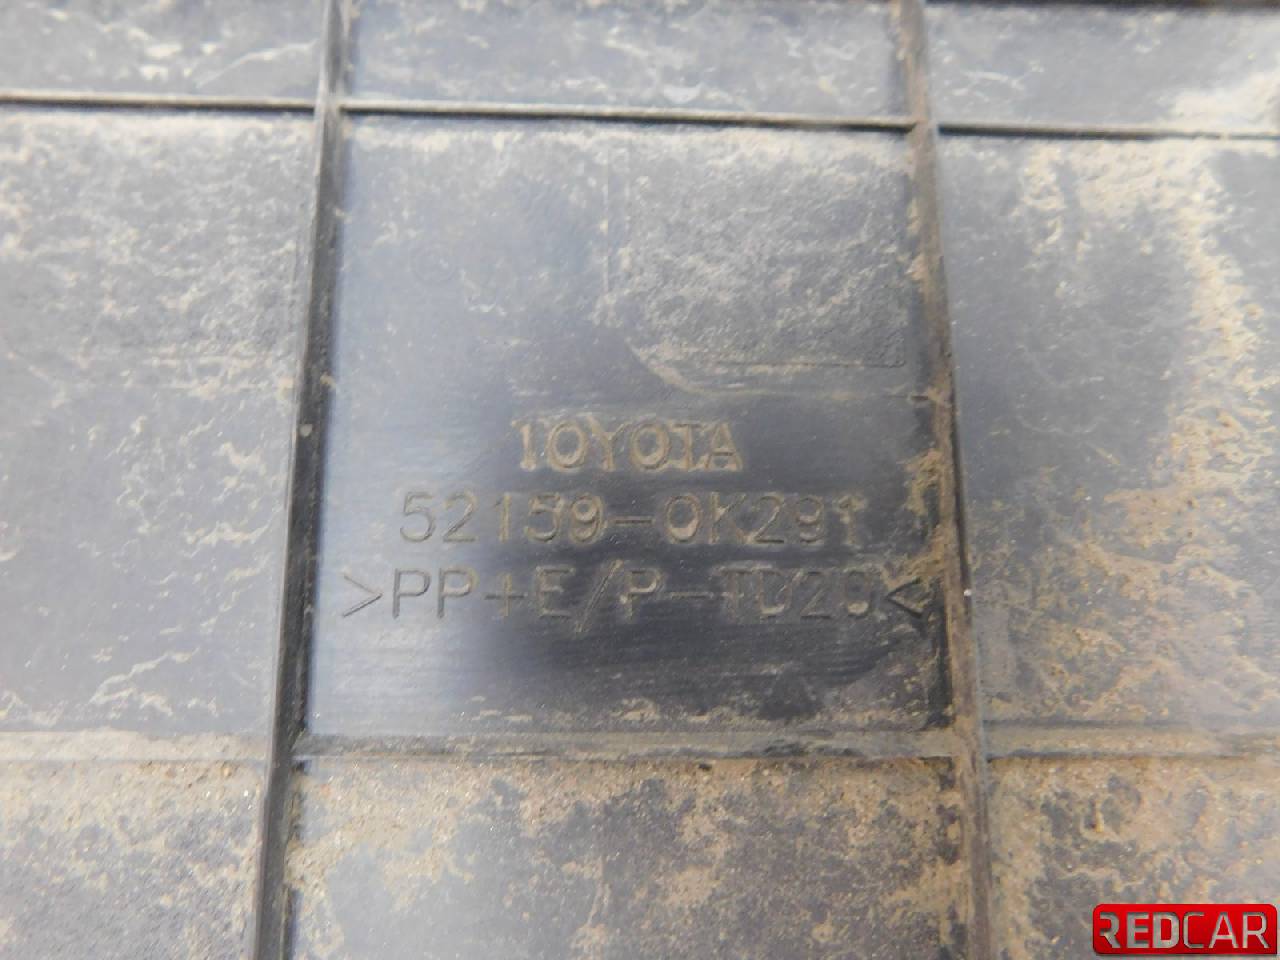 TOYOTA
52159-0K291
>PP+E/P-TD20<
REDCAR